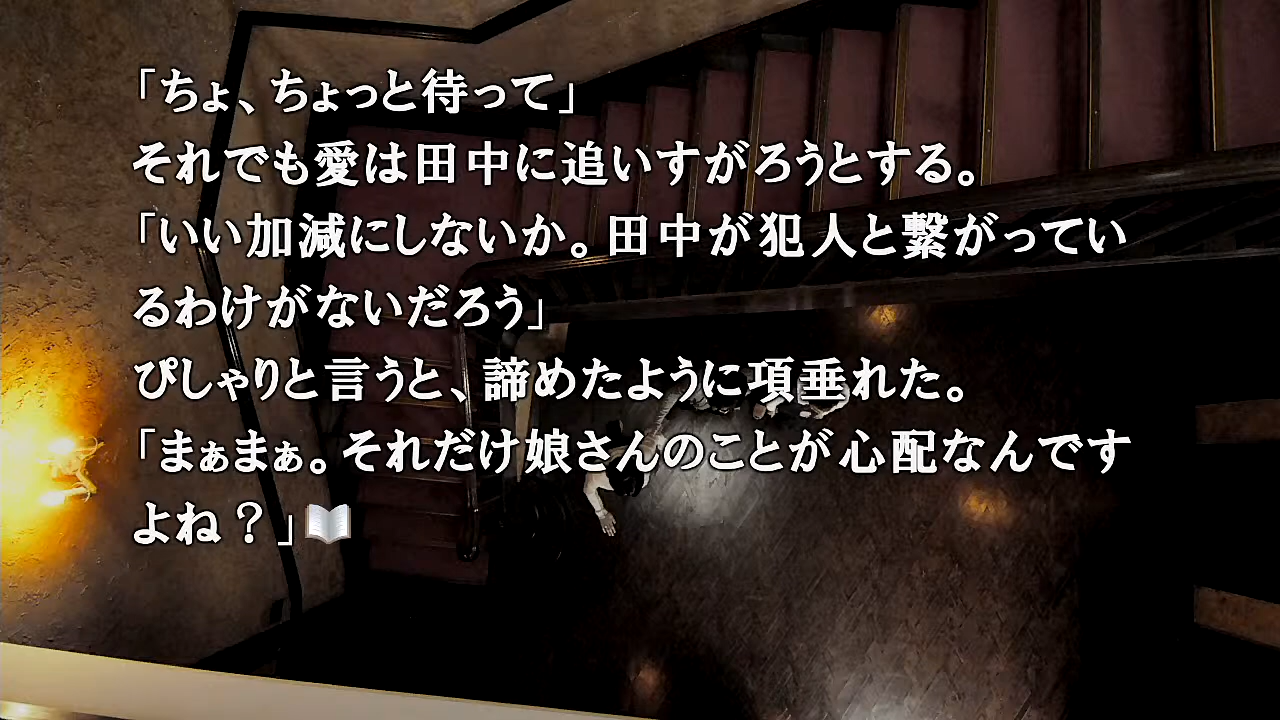 「ちょ、ちょっと待って」
それでも愛は田中に追いすがろうとする。
「いい加減にしないか。田中が犯人と繋がってい
るわけがないだろう」
ぴしゃりと言うと、諦めたように項垂れた。
「まぁまぁ。それだけ娘さんのことが心配なんです
よね？」